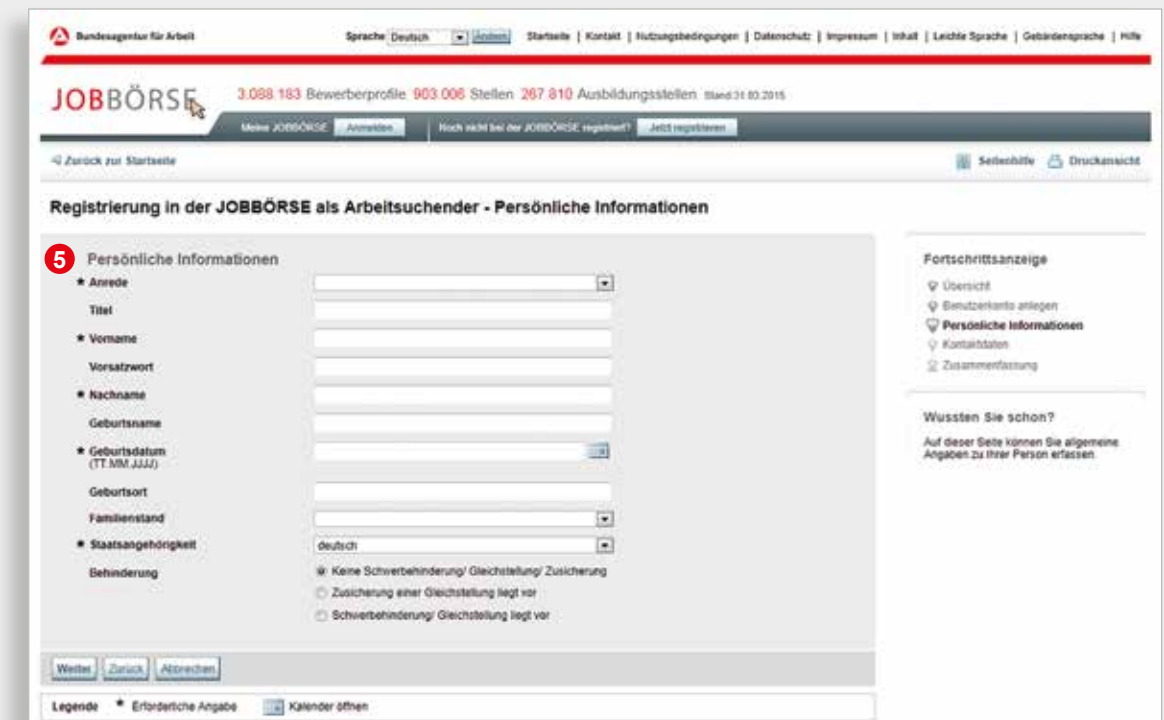 Bundesagentur für Arbeit
Sprache Deutsch Ändern Startseite | Kontakt | Nutzungsbedingungen | Datenschutz | Impressum | Inhalt | Leichte Sprache | Gebärdensprache | Hilfe
JOBBÖRSE
3.088.183 Bewerberprofile 903.006 Stellen 267.810 Ausbildungsstellen
Meine JOBBÖRSE Anmelden Noch nicht bei der JOBBÖRSE registriert? Jetzt registrieren
Zurück zur Startseite
Seitenhilfe Druckansicht
Registrierung in der JOBBÖRSE als Arbeitsuchender - Persönliche Informationen
5 Persönliche Informationen
* Anrede
Titel
* Vorname
Vorsatzwort
* Nachname
Geburtsname
* Geburtsdatum
(TT.MM.JJJJ)
Geburtsort
Familienstand
* Staatsangehörigkeit deutsch
Behinderung Keine Schwerbehinderung/ Gleichstellung/ Zusicherung
Zusicherung einer Gleichstellung liegt vor
Schwerbehinderung/ Gleichstellung liegt vor
Weiter Zurück Abbrechen
Legende * Erforderliche Angabe Kalender öffnen
Fortschrittsanzeige
Übersicht
Benutzerkonto anlegen
Persönliche Informationen
Kontaktdaten
Zusammenfassung
Wussten Sie schon?
Auf dieser Seite können Sie allgemeine
Angaben zu Ihrer Person erfassen.